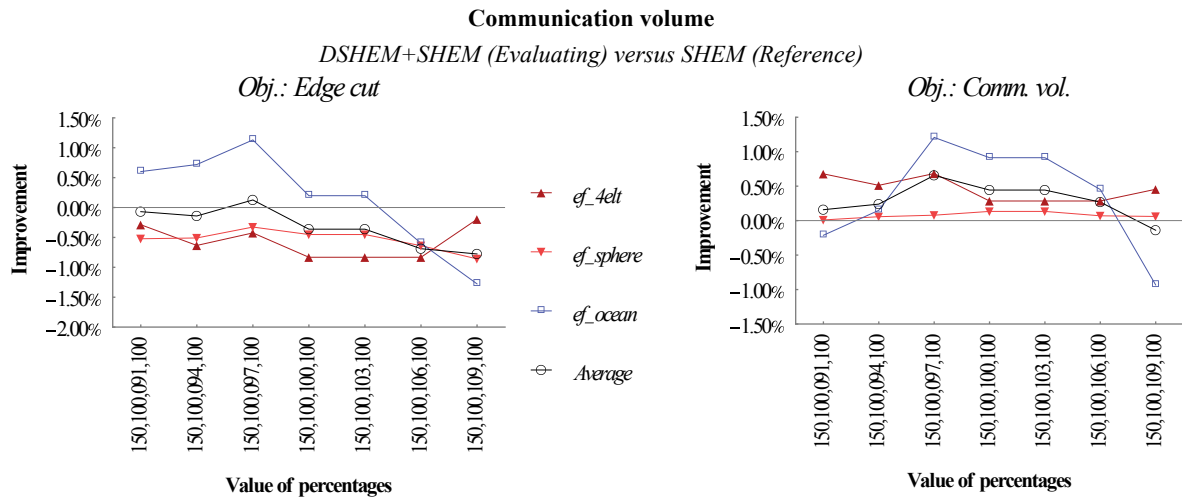 Communication volume
DSHEM+SHEM (Evaluating) versus SHEM (Reference)
Obj.: Edge cut
1.50%
1.00%
0.50%
0.00%
−0.50%
−1.00%
−1.50%
−2.00%
Improvement
150,100,091,100
150,100,094,100
150,100,097,100
150,100,100,100
150,100,103,100
150,100,106,100
150,100,109,100
Value of percentages
ef_4elt
ef_sphere
ef_ocean
Average
Obj.: Comm. vol.
1.50%
1.00%
0.50%
0.00%
−0.50%
−1.00%
−1.50%
Improvement
150,100,091,100
150,100,094,100
150,100,097,100
150,100,100,100
150,100,103,100
150,100,106,100
150,100,109,100
Value of percentages